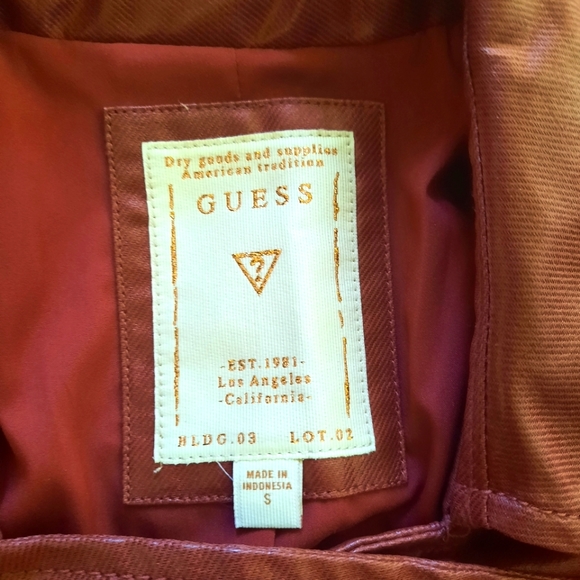 Dry goods and supplies
American tradition
GUESS
?
-EST.1981-
Los Angeles
-California-
BLDG.03 LOT.02
MADE IN
INDONESIA
S